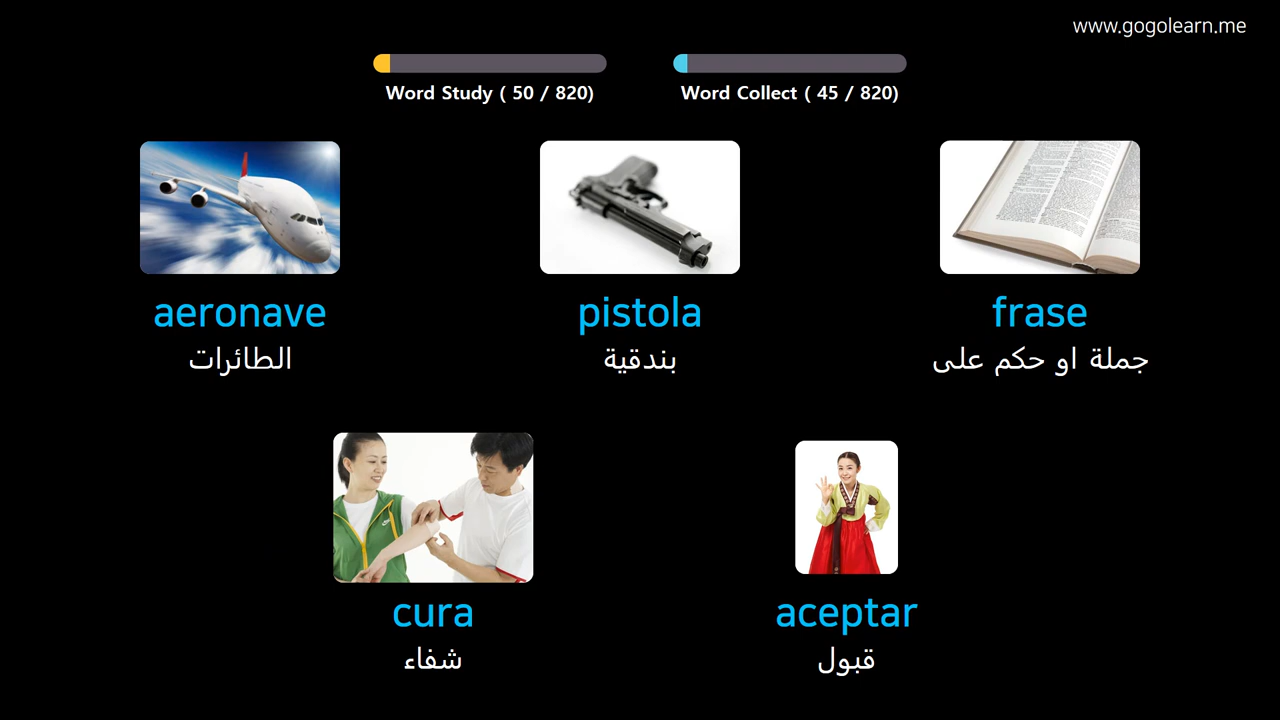 www.gogolearn.me
Word Study ( 50 / 820)
Word Collect ( 45 / 820)
aeronave
الطائرات
pistola
بندقية
frase
جملة او حكم على
cura
شفاء
aceptar
قبول